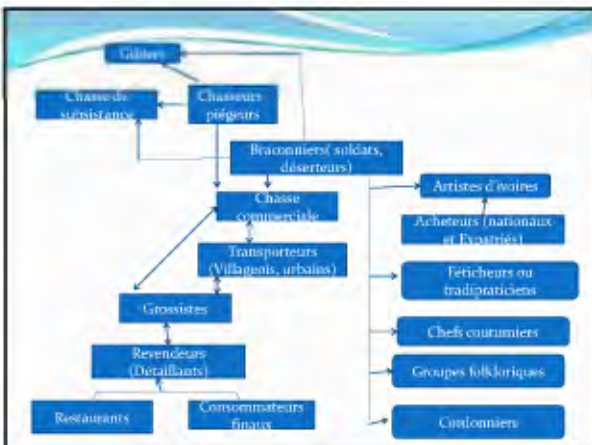 Gibiers
Chasse de
subsistance
Chasseurs
piégeurs
Braconniers( soldats,
déserteurs)
Chasse
commerciale
Transporteurs
(Villageois, urbains)
Grossistes
Revendeurs
(Détaillants)
Restaurants
Consommateurs
finaux
Artistes d'ivoires
Acheteurs (nationaux
et Expatriés)
Féticheurs ou
tradipraticiens
Chefs coutumiers
Groupes folkloriques
Cordonniers